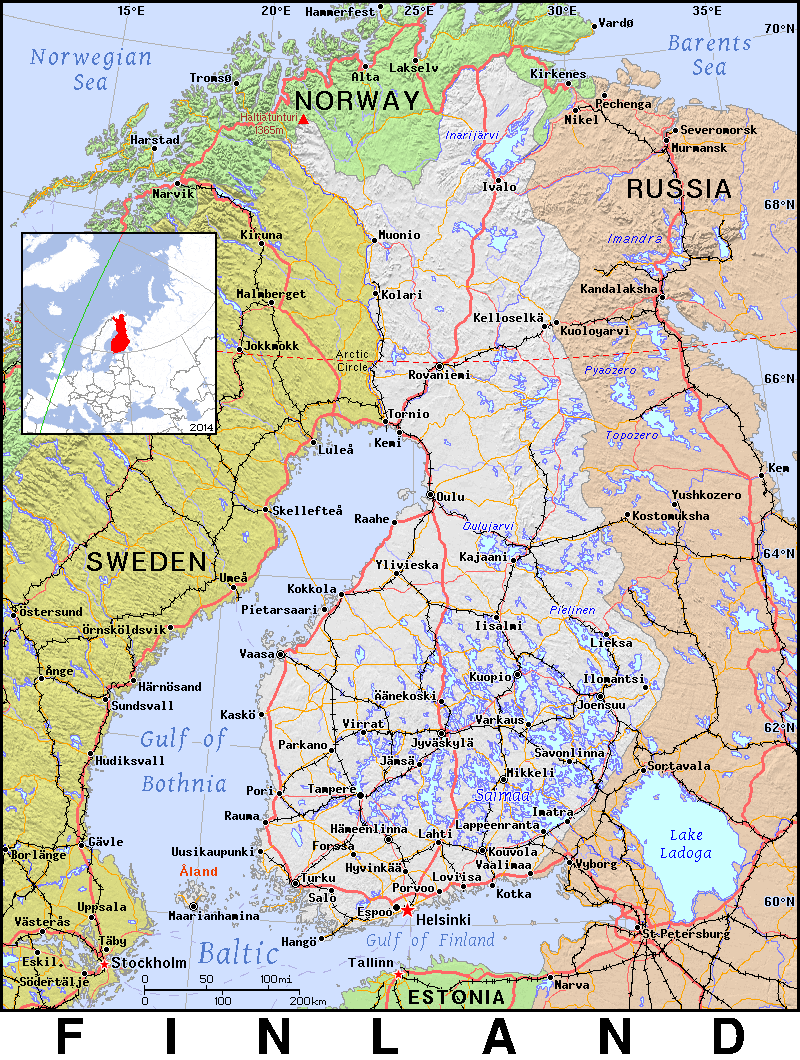 15°E
20°E
Hammerfest
25°E
30°E
Vardø
35°E
70°N
Norwegian
Sea
Barents
Sea
Tromsø
Alta
Lakselv
Kirkenes
NORWAY
Pechenga
Nikel
Haltiatunturi
1365m
Harstad
Inarijärvi
Severomorsk
Murmansk
Narvik
Ivalo
RUSSIA
68°N
Kiruna
Muonio
Imandra
Malmberget
Kolari
Kandalaksha
Kelloselkä
Kuoloyarvi
Jokkmokk
Arctic
Circle
Rovaniemi
Pyaozero
66°N
2014
Tornio
Kemi
Luleå
Topozero
Kem
Oulu
Yushkozero
Skellefteå
Raahe
Oulujarvi
Kostomuksha
SWEDEN
Kajaani
64°N
Ylivieska
Umeå
Kokkola
Pietarsaari
Pielinen
Östersund
Örnsköldsvik
Iisalmi
Lieksa
Vaasa
Ånge
Härnösand
Kuopio
Ilomantsi
Sundsvall
Äänekoski
Joensuu
Kaskö
Virrat
Varkaus
62°N
Gulf of
Bothnia
Parkano
Jyväskylä
Hudiksvall
Jämsä
Savonlinna
Sortavala
Mikkeli
Pori
Tampere
Saimaa
Rauma
Imatra
Hämeenlinna
Lahti
Lappeenranta
Lake
Ladoga
Gävle
Forssa
Borlänge
Uusikaupunki
Kouvola
Hyvinkää
Vaalimaa
Vyborg
Åland
Turku
Loviisa
Porvoo
Salo
Kotka
60°N
Uppsala
Maarianhamina
Espoo
Helsinki
Västerås
Täby
Hangö
Gulf of Finland
St Petersburg
Baltic
Eskil.
Stockholm
Tallinn
Södertälje
0 50 100mi
0 100 200km
Narva
ESTONIA
FINLAND